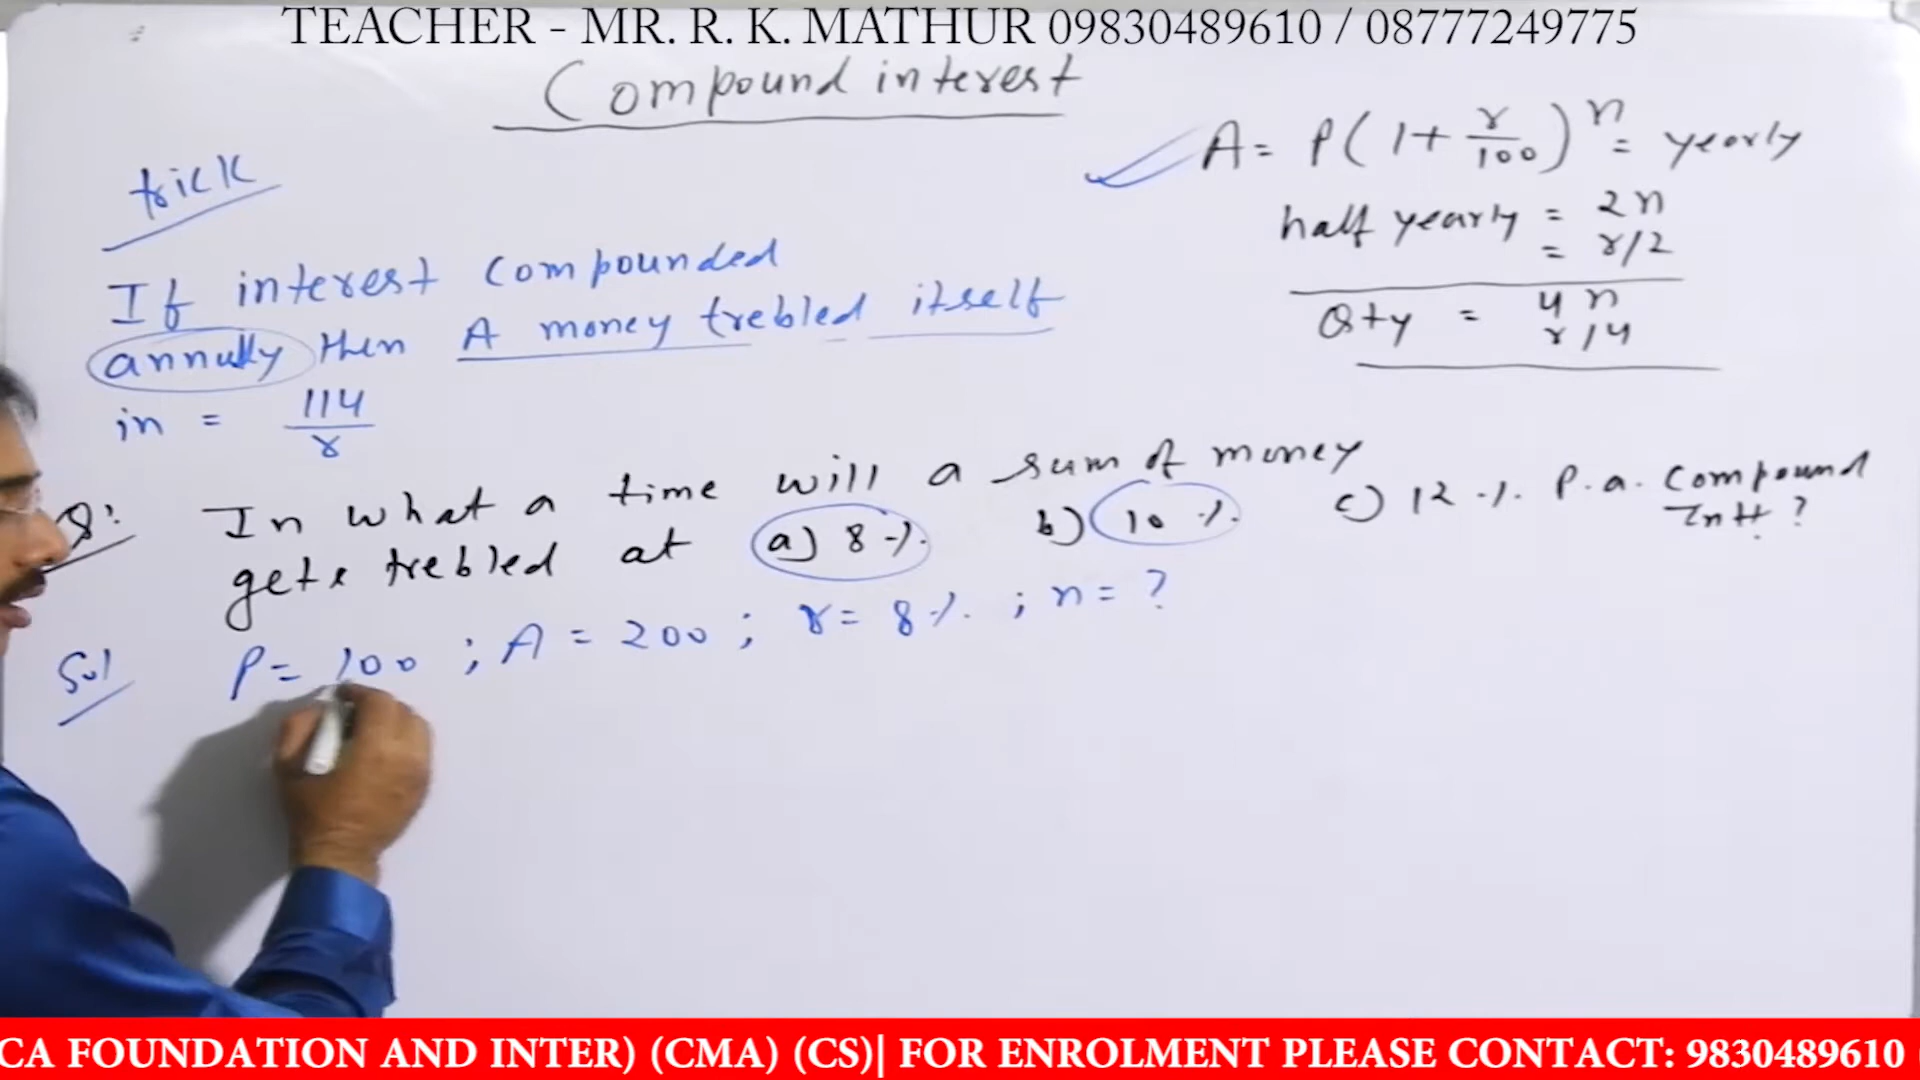 TEACHER - MR. R. K. MATHUR 09830489610 / 08777249775
Compound interest
A = P(1 + r/100)^n = yearly
half yearly = 2n
= r/2
Qty = 4n
r/4
trick
If interest compounded
annully then A money trebled itself
in = 114/r
Q: In what a time will a sum of money
gets trebled at a) 8 % b) 10 % c) 12 % P.a. Compound
Intt ?
Sol P = 100 ; A = 200 ; r = 8 % ; n = ?
CA FOUNDATION AND INTER) (CMA) (CS)| FOR ENROLMENT PLEASE CONTACT: 9830489610